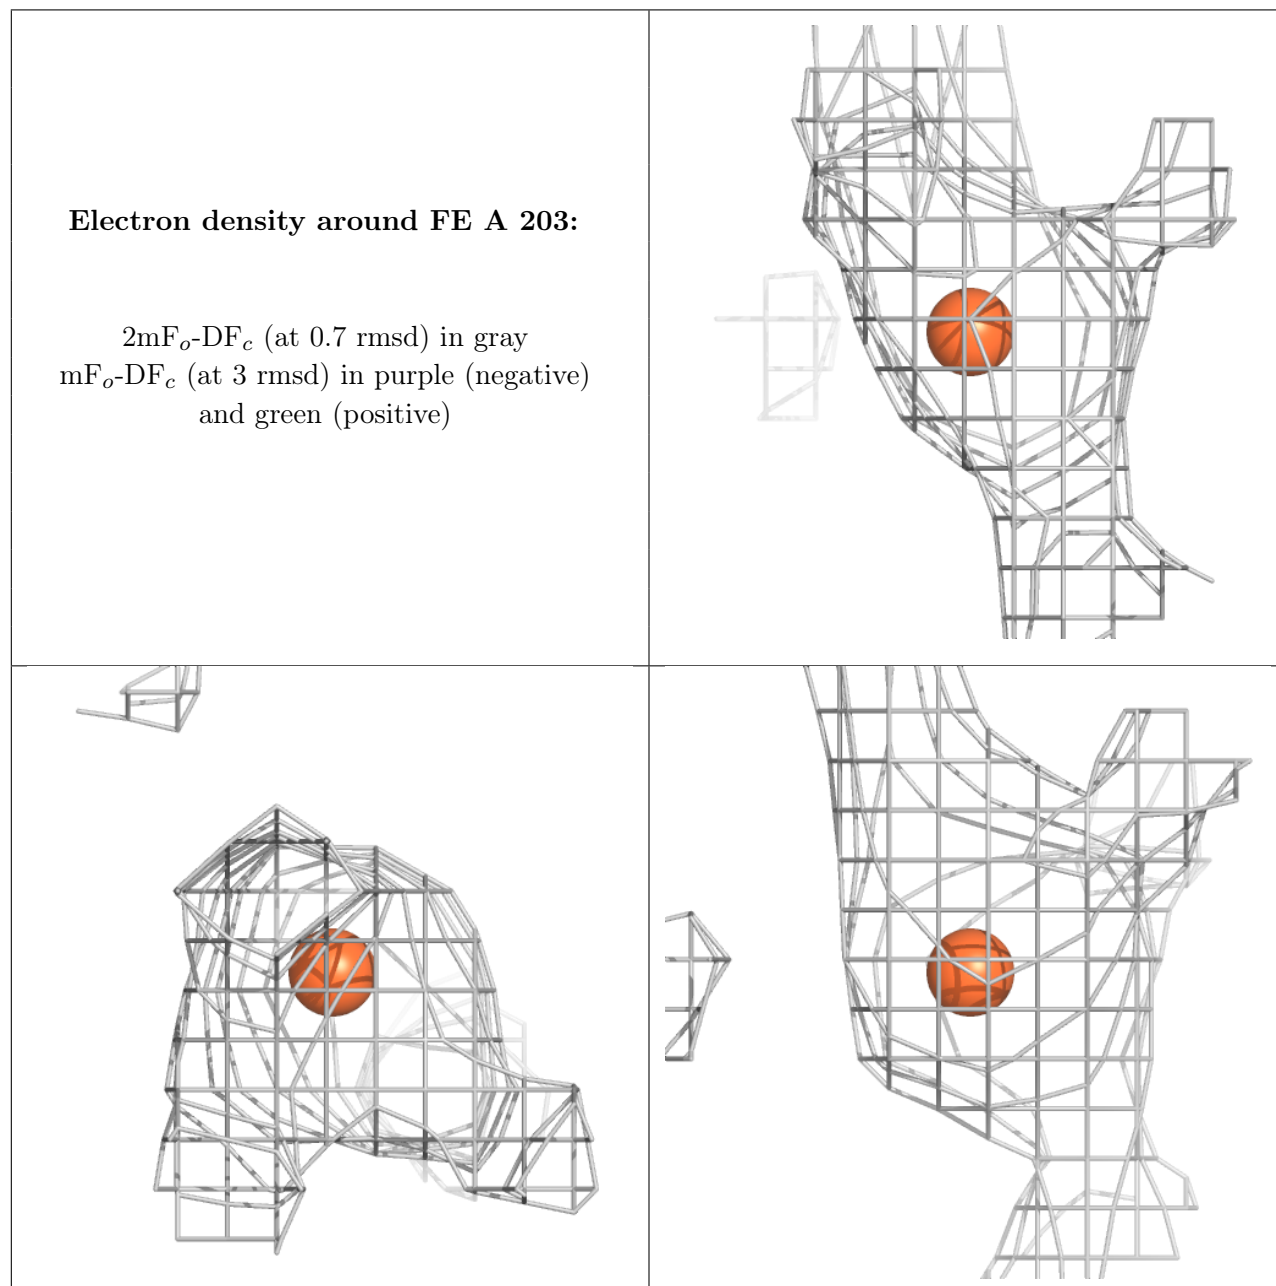 Electron density around FE A 203:
2mFo-DFc (at 0.7 rmsd) in gray
mFo-DFc (at 3 rmsd) in purple (negative)
and green (positive)